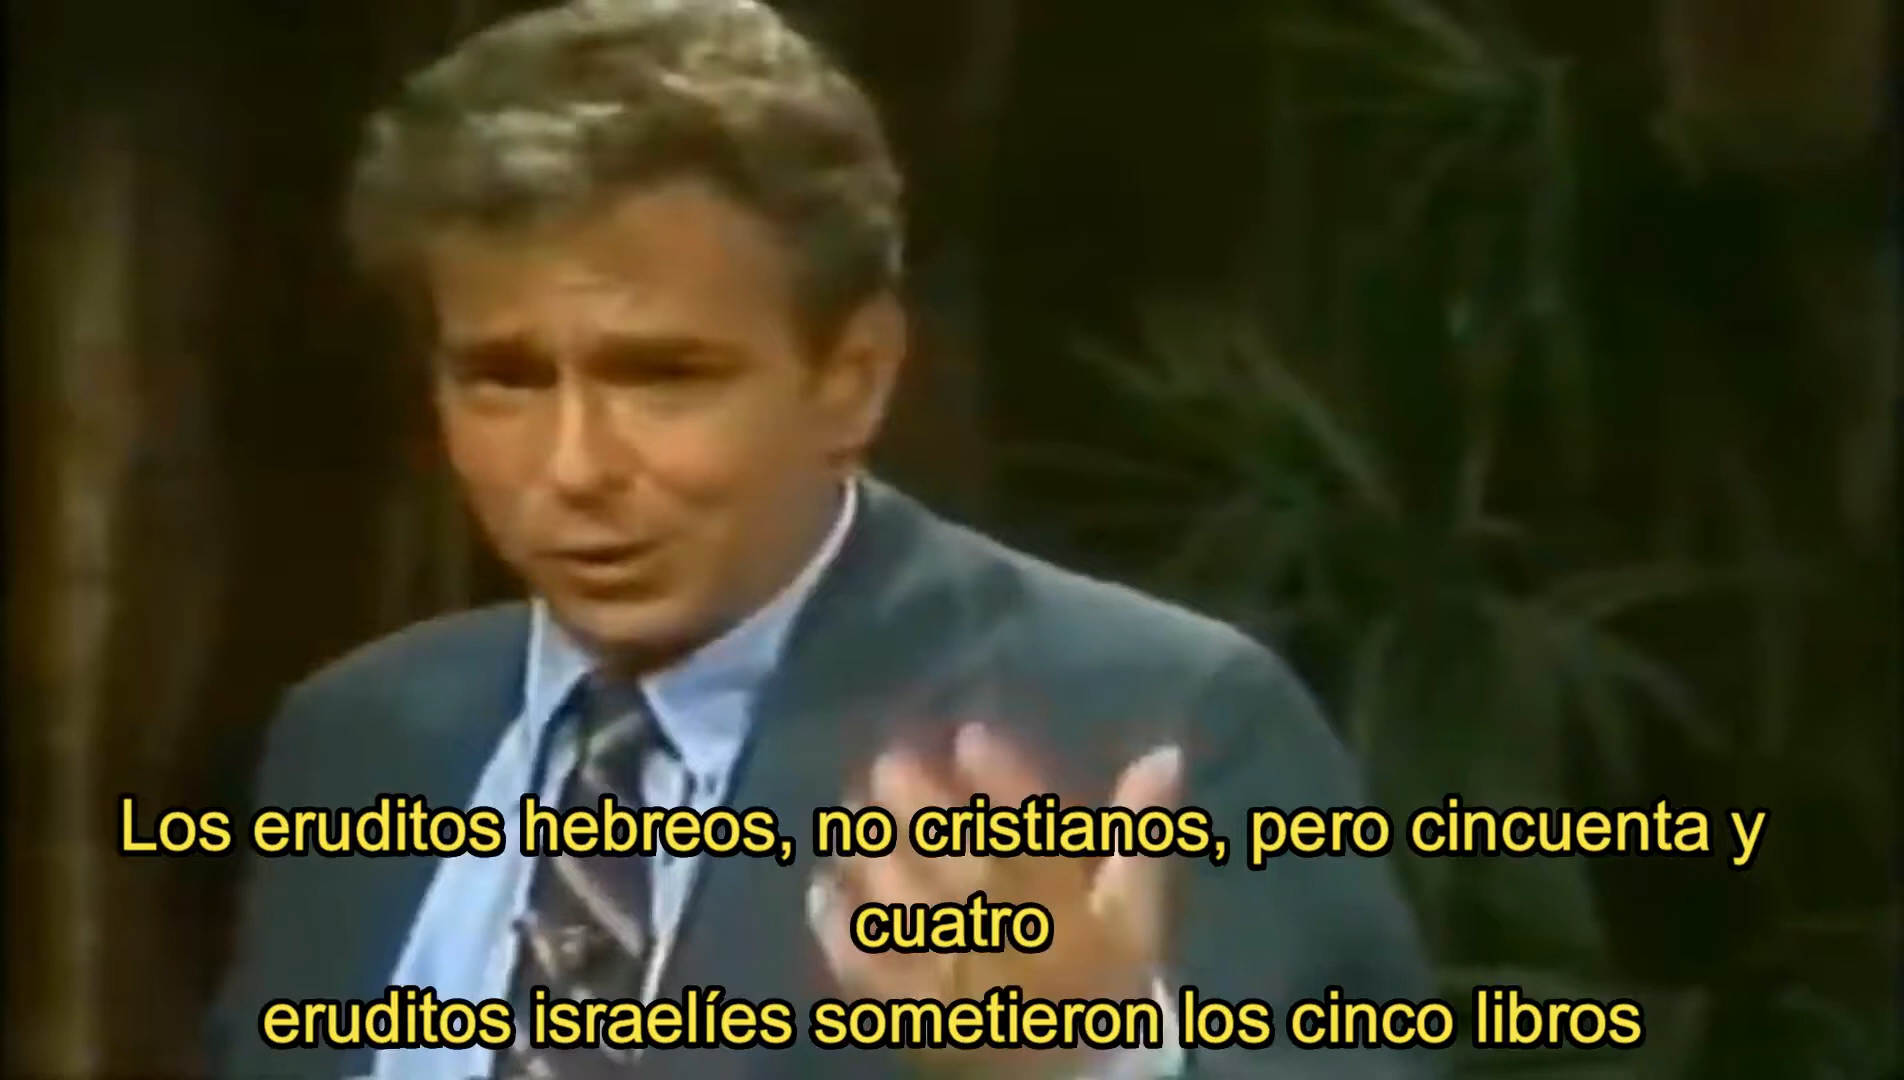 Los eruditos hebreos, no cristianos, pero cincuenta y
cuatro
eruditos israelíes sometieron los cinco libros